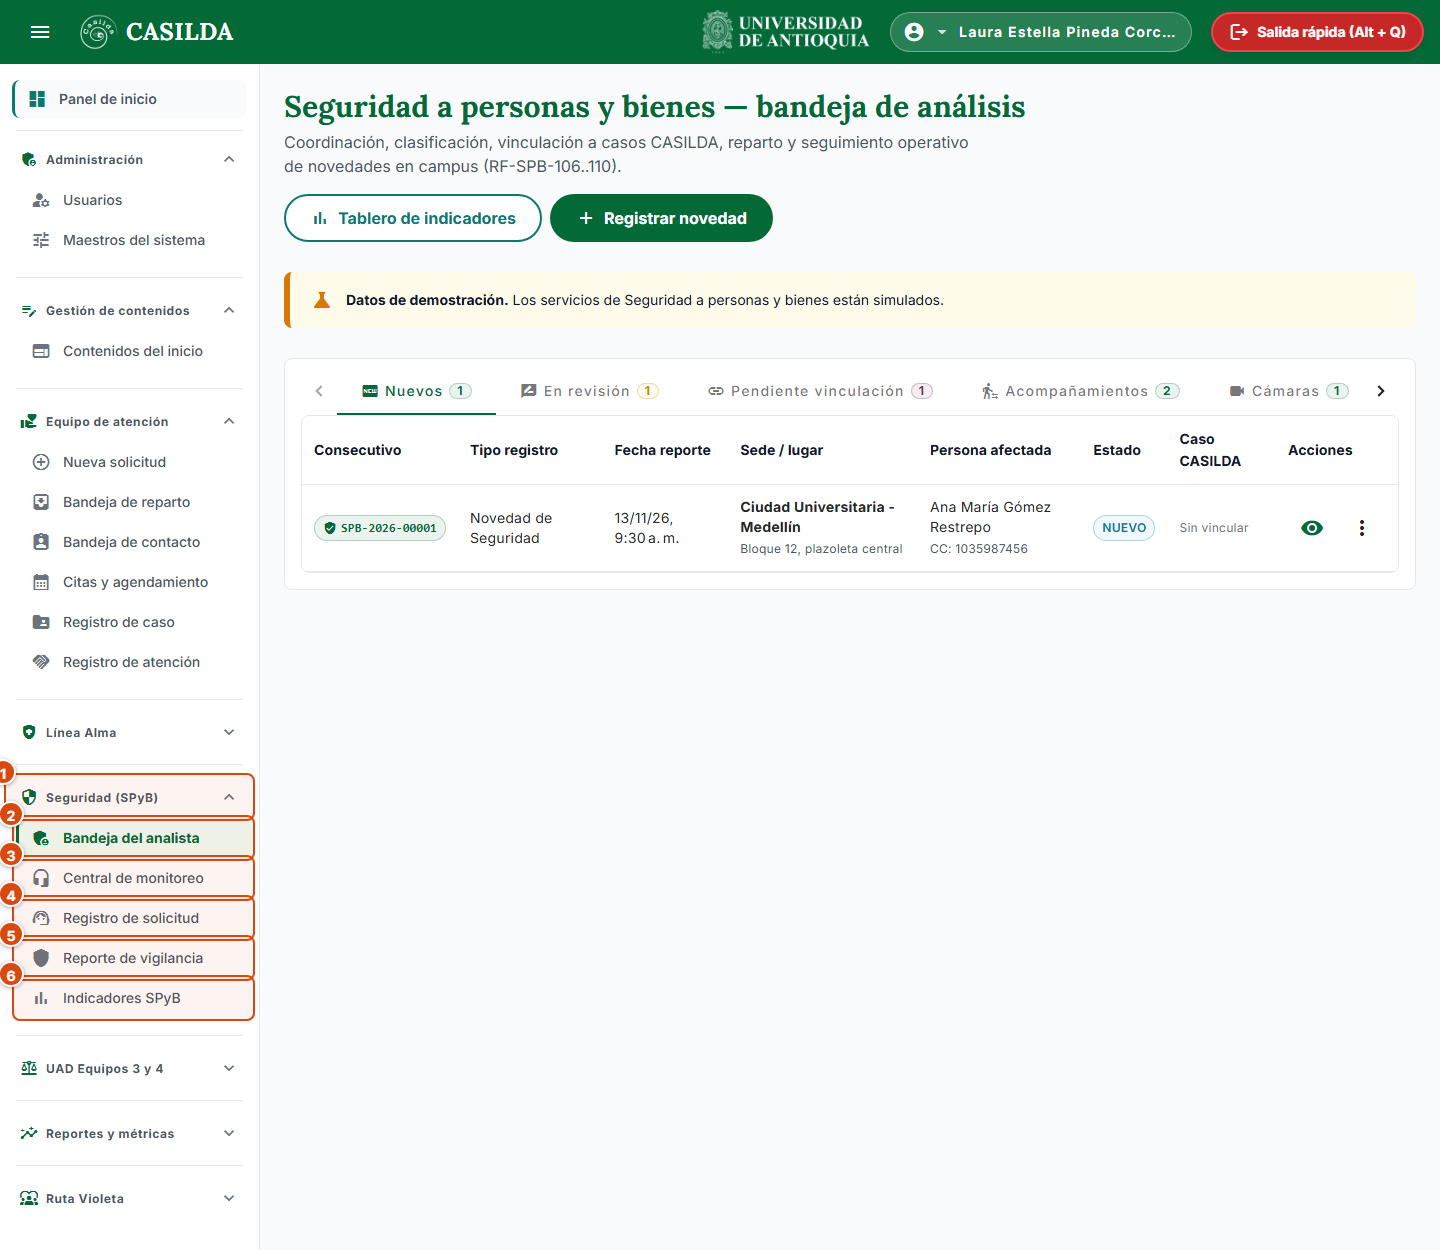 CASILDA
UNIVERSIDAD
DE ANTIOQUIA
Laura Estella Pineda Corc...
Salida rápida (Alt + Q)
Panel de inicio
Administración
Usuarios
Maestros del sistema
Gestión de contenidos
Contenidos del inicio
Equipo de atención
Nueva solicitud
Bandeja de reparto
Bandeja de contacto
Citas y agendamiento
Registro de caso
Registro de atención
Línea Alma
1
Seguridad (SPyB)
2
Bandeja del analista
3
Central de monitoreo
4
Registro de solicitud
5
Reporte de vigilancia
6
Indicadores SPyB
UAD Equipos 3 y 4
Reportes y métricas
Ruta Violeta
Seguridad a personas y bienes — bandeja de análisis
Coordinación, clasificación, vinculación a casos CASILDA, reparto y seguimiento operativo
de novedades en campus (RF-SPB-106..110).
Tablero de indicadores
Registrar novedad
Datos de demostración. Los servicios de Seguridad a personas y bienes están simulados.
Nuevos 1
En revisión 1
Pendiente vinculación 1
Acompañamientos 2
Cámaras 1
Consecutivo
Tipo registro
Fecha reporte
Sede / lugar
Persona afectada
Estado
Caso
CASILDA
Acciones
SPB-2026-00001
Novedad de
Seguridad
13/11/26,
9:30 a. m.
Ciudad Universitaria -
Medellín
Bloque 12, plazoleta central
Ana María Gómez
Restrepo
CC: 1035987456
NUEVO
Sin vincular